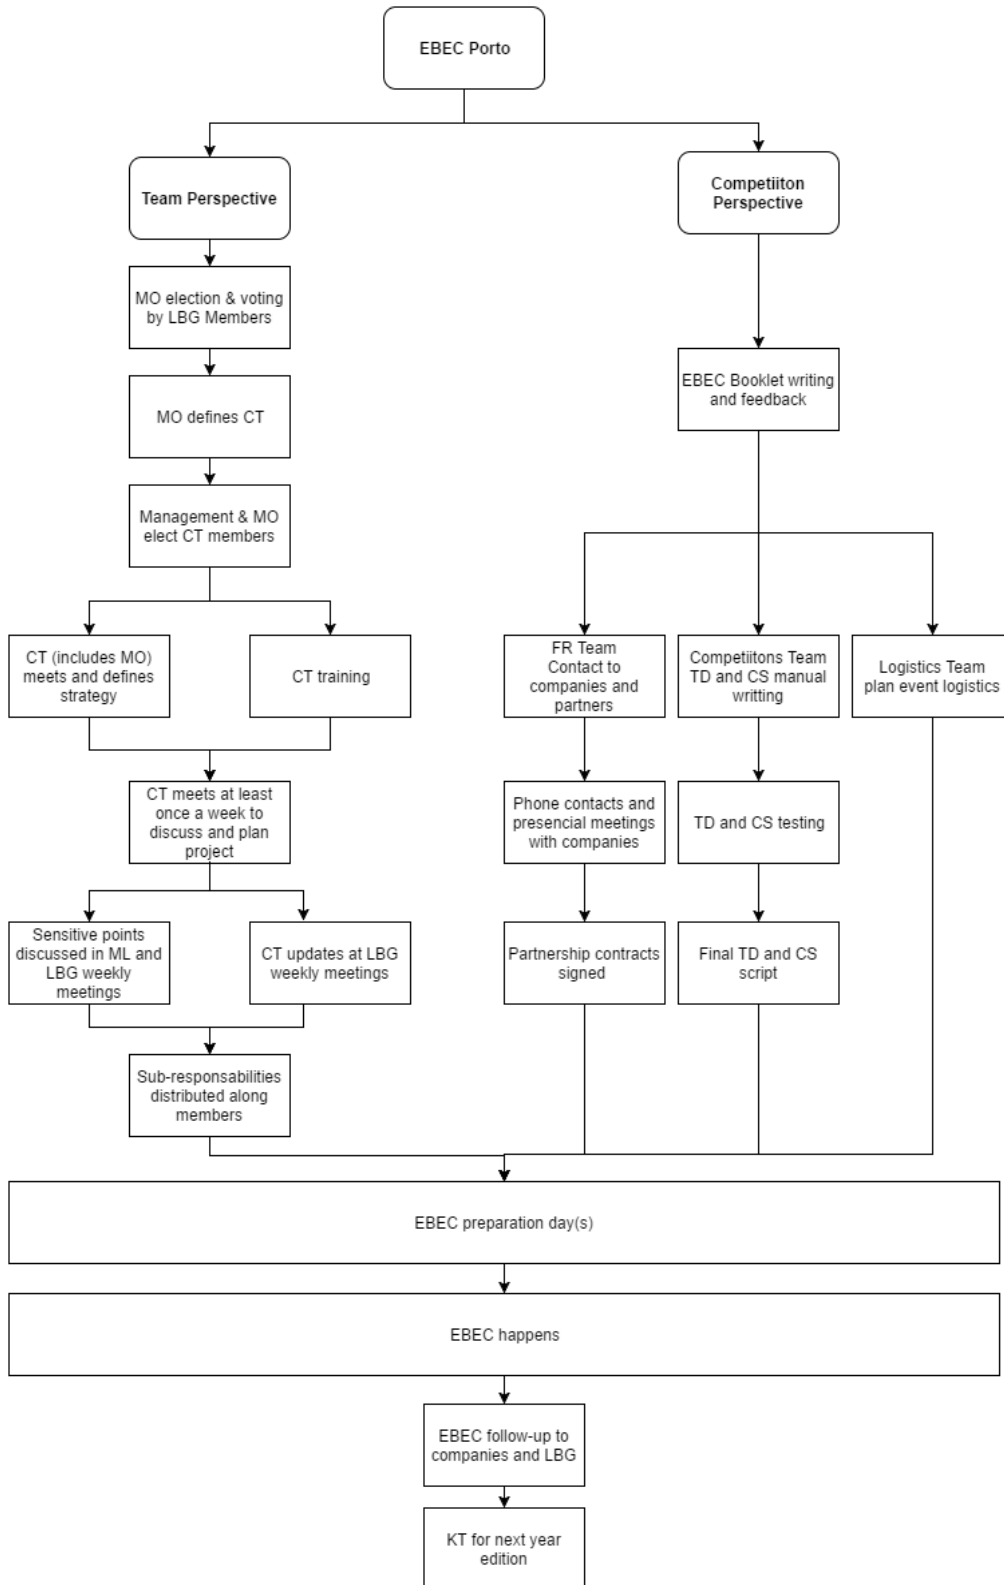 EBEC Porto
Team Perspective
Competiiton
Perspective
MO election & voting
by LBG Members
EBEC Booklet writing
and feedback
MO defines CT
Management & MO
elect CT members
CT (includes MO)
meets and defines
strategy
CT training
FR Team
Contact to
companies and
partners
Competiitons Team
TD and CS manual
writting
Logistics Team
plan event logistics
CT meets at least
once a week to
discuss and plan
project
Phone contacts and
presencial meetings
with companies
TD and CS testing
Sensitive points
discussed in ML and
LBG weekly
meetings
CT updates at LBG
weekly meetings
Partnership contracts
signed
Final TD and CS
script
Sub-responsabilities
distributed along
members
EBEC preparation day(s)
EBEC happens
EBEC follow-up to
companies and LBG
KT for next year
edition